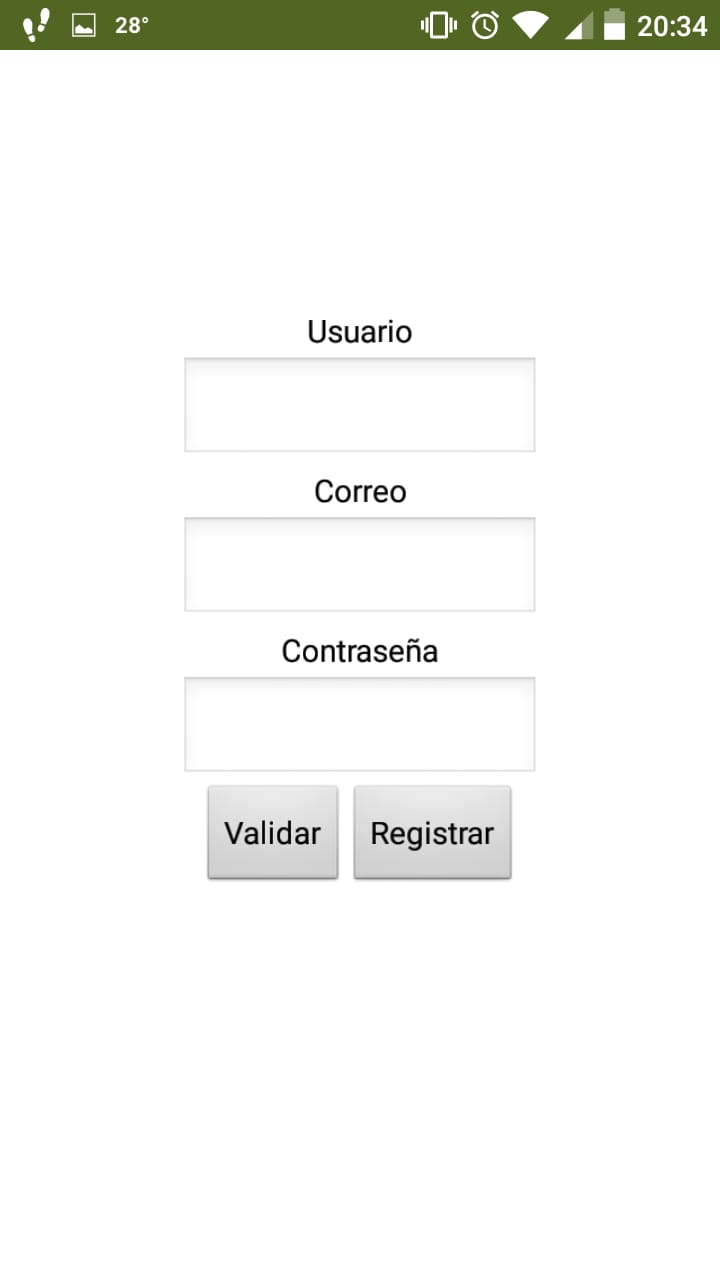 28° 20:34
Usuario
Correo
Contraseña
Validar Registrar